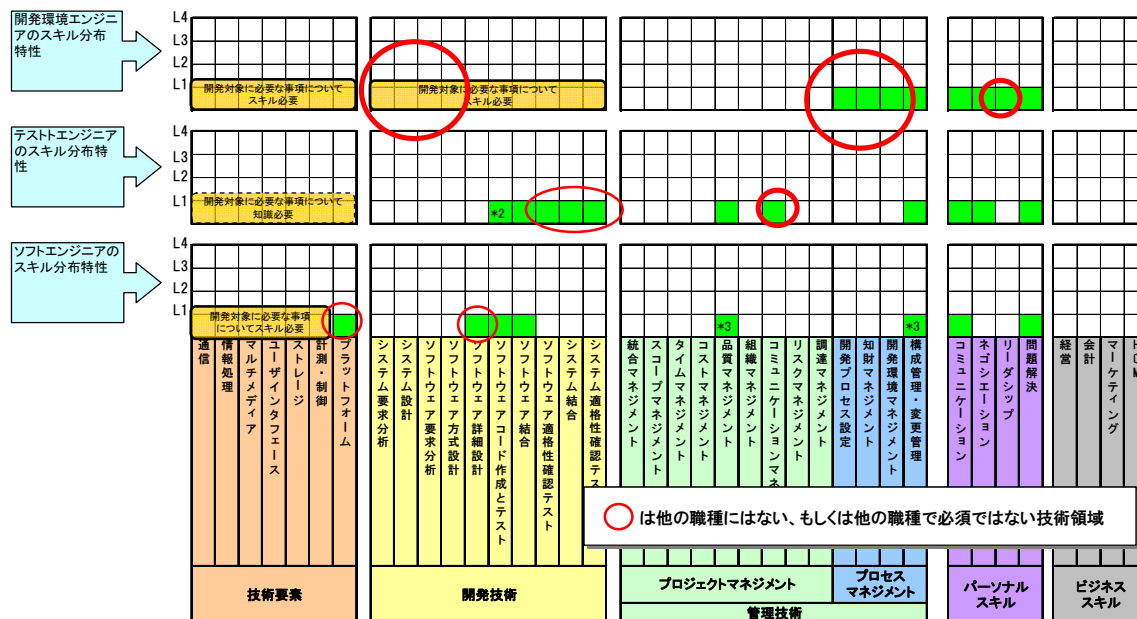 開発環境エンジニ
アのスキル分布
特性
L4
L3
L2
L1
開発対象に必要な事項について
スキル必要
開発対象に必要な事項について
スキル必要
テストエンジニア
のスキル分布特
性
L4
L3
L2
L1
開発対象に必要な事項について
知識必要
*2
ソフトエンジニアの
スキル分布特性
L4
L3
L2
L1
開発対象に必要な事項
についてスキル必要
*3
*3
通信
情報処理
マルチメディア
ユーザインタフェース
ストレージ
計測・制御
プラットフォーム
システム要求分析
システム設計
ソフトウェア要求分析
ソフトウェア方式設計
ソフトウェア詳細設計
ソフトウェアコード作成とテスト
ソフトウェア結合
ソフトウェア適格性確認テスト
システム結合
システム適格性確認テス
統合マネジメント
スコープマネジメント
タイムマネジメント
コストマネジメント
品質マネジメント
組織マネジメント
コミュニケーションマネ
リスクマネジメント
調達マネジメント
開発プロセス設定
知財マネジメント
開発環境マネジメント
構成管理・変更管理
コミュニケーション
ネゴシエーション
リーダシップ
問題解決
経営
会計
マーケティング
は他の職種にはない、もしくは他の職種で必須ではない技術領域
技術要素
開発技術
プロジェクトマネジメント
プロセス
マネジメント
管理技術
パーソナル
スキル
ビジネス
スキル